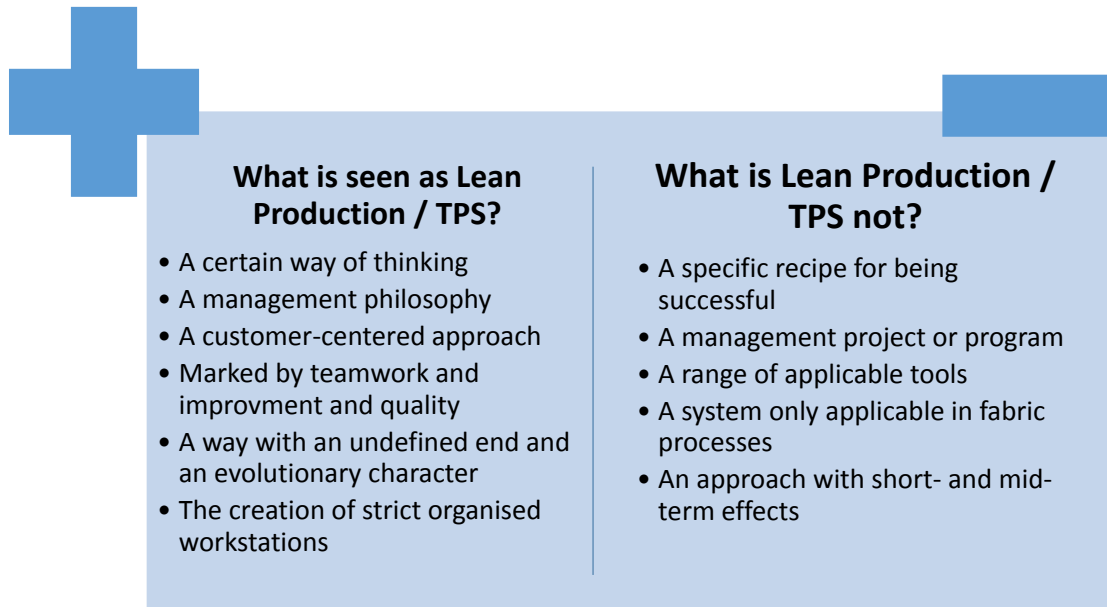 What is seen as Lean
Production / TPS?
• A certain way of thinking
• A management philosophy
• A customer-centered approach
• Marked by teamwork and
improvment and quality
• A way with an undefined end and
an evolutionary character
• The creation of strict organised
workstations
What is Lean Production /
TPS not?
• A specific recipe for being
successful
• A management project or program
• A range of applicable tools
• A system only applicable in fabric
processes
• An approach with short- and mid-
term effects